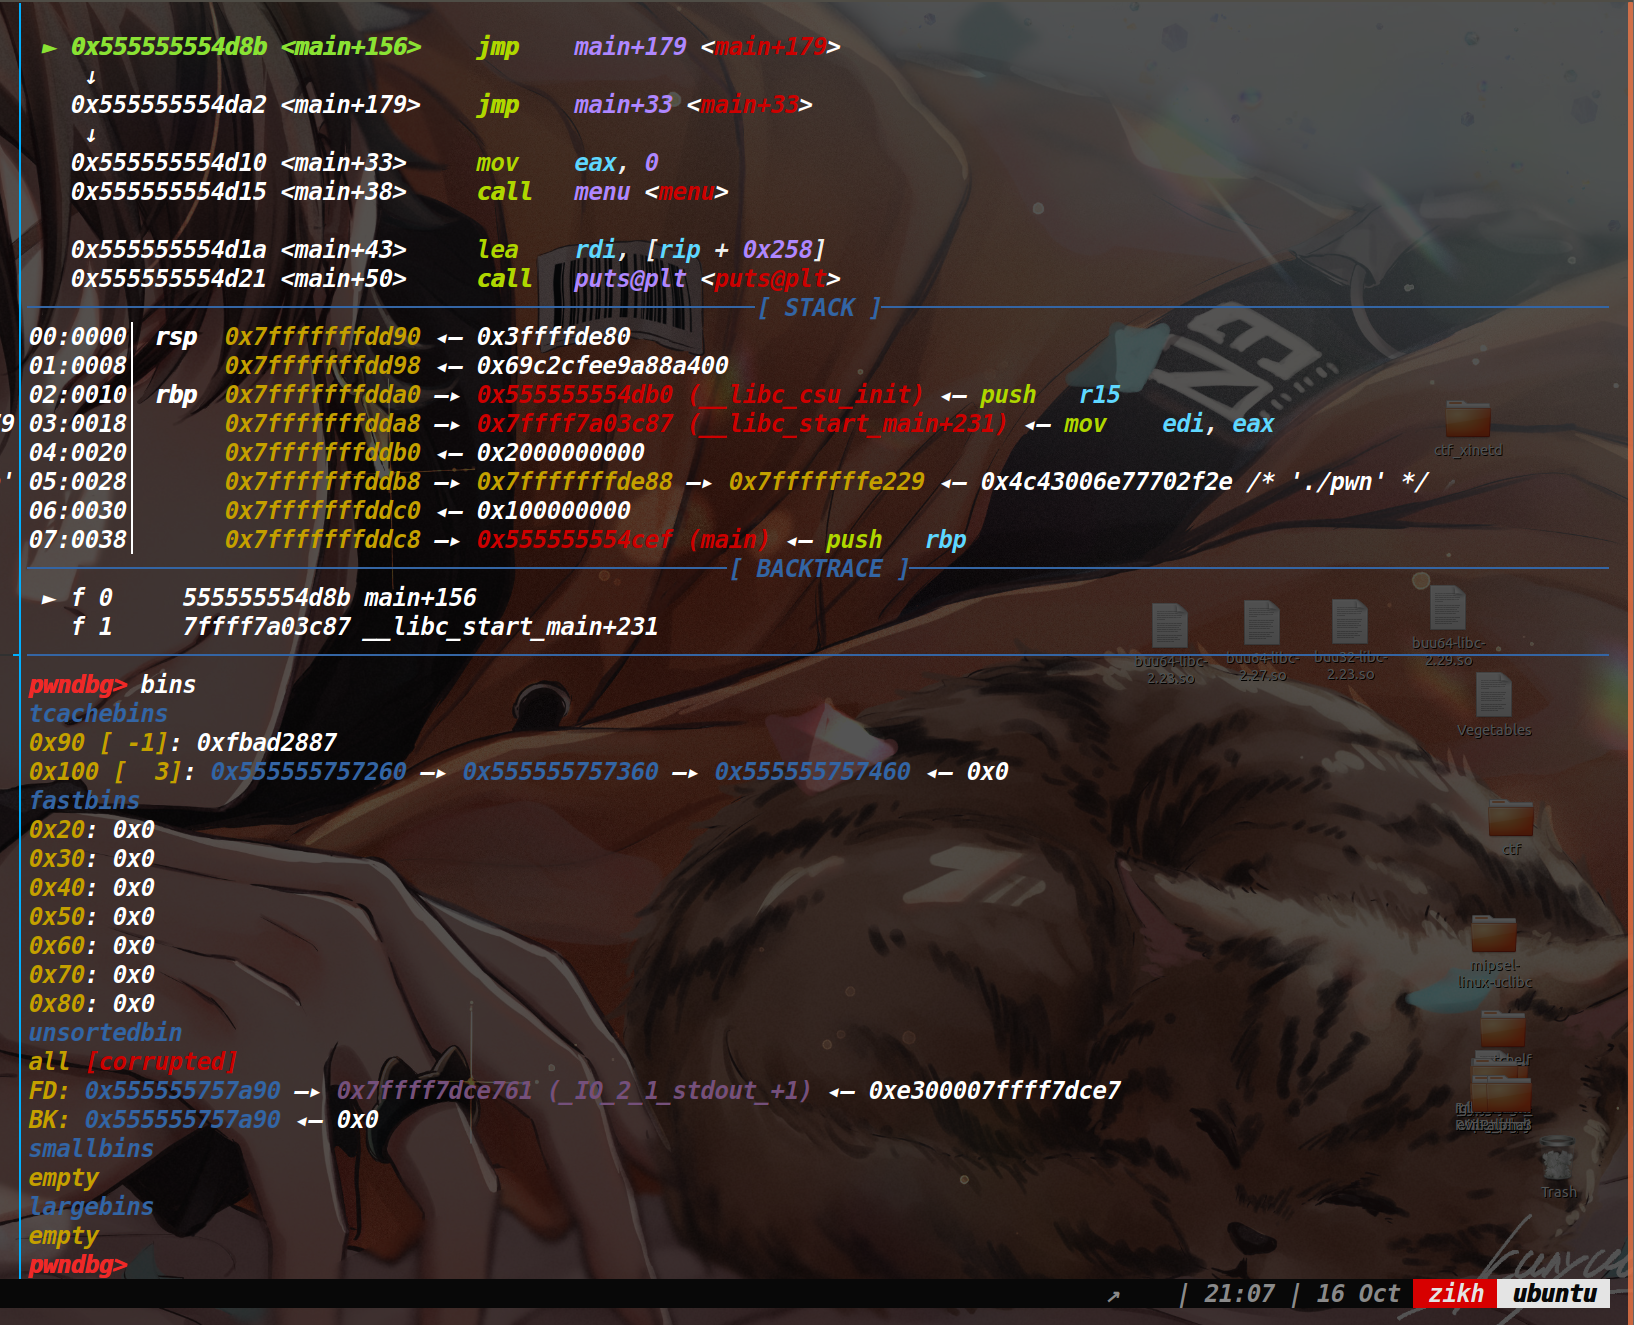 ► 0x555555554d8b <main+156>    jmp    main+179 <main+179>
↓
0x555555554da2 <main+179>    jmp    main+33 <main+33>
↓
0x555555554d10 <main+33>     mov    eax, 0
0x555555554d15 <main+38>     call   menu <menu>
0x555555554d1a <main+43>     lea    rdi, [rip + 0x258]
0x555555554d21 <main+50>     call   puts@plt <puts@plt>
[ STACK ]
00:0000│ rsp  0x7fffffffdd90 ◂— 0x3ffffde80
01:0008│      0x7fffffffdd98 ◂— 0x69c2cfee9a88a400
02:0010│ rbp  0x7fffffffdda0 —▸ 0x555555554db0 (__libc_csu_init) ◂— push   r15
9 03:0018│      0x7fffffffdda8 —▸ 0x7ffff7a03c87 (__libc_start_main+231) ◂— mov    edi, eax
04:0020│      0x7fffffffddb0 ◂— 0x2000000000
' 05:0028│      0x7fffffffddb8 —▸ 0x7fffffffde88 —▸ 0x7fffffffe229 ◂— 0x4c43006e77702f2e /* './pwn' */
06:0030│      0x7fffffffddc0 ◂— 0x100000000
07:0038│      0x7fffffffddc8 —▸ 0x555555554cef (main) ◂— push   rbp
[ BACKTRACE ]
► f 0     555555554d8b main+156
f 1     7ffff7a03c87 __libc_start_main+231
pwndbg> bins
tcachebins
0x90 [ -1]: 0xfbad2887
0x100 [  3]: 0x555555757260 —▸ 0x555555757360 —▸ 0x555555757460 ◂— 0x0
fastbins
0x20: 0x0
0x30: 0x0
0x40: 0x0
0x50: 0x0
0x60: 0x0
0x70: 0x0
0x80: 0x0
unsortedbin
all [corrupted]
FD: 0x555555757a90 —▸ 0x7ffff7dce761 (_IO_2_1_stdout_+1) ◂— 0xe300007ffff7dce7
BK: 0x555555757a90 ◂— 0x0
smallbins
empty
largebins
empty
pwndbg>
ctf_xinetd
buu64-libc-
2.23.so
buu64-libc-
2.27.so
buu32-libc-
2.23.so
buu64-libc-
2.29.so
Vegetables
ctf
mipsel-
linux-uclibc
Trash
↗    | 21:07 | 16 Oct  zikh  ubuntu